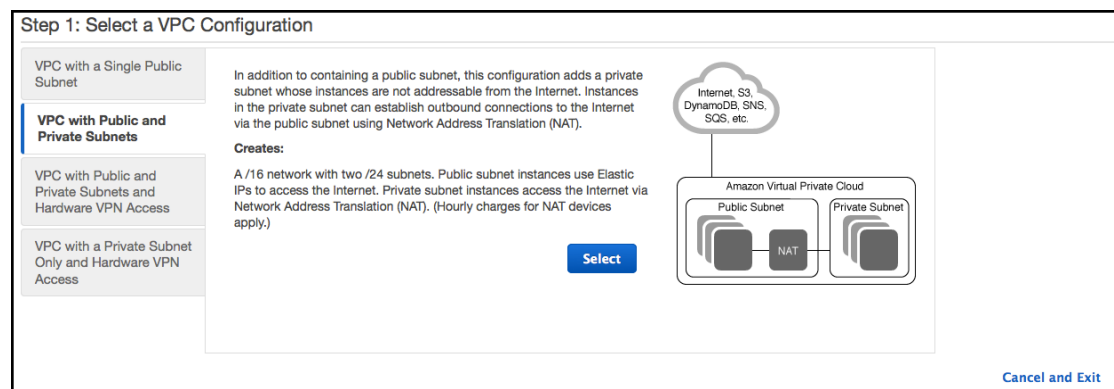 Step 1: Select a VPC Configuration
VPC with a Single Public
Subnet
VPC with Public and
Private Subnets
VPC with Public and
Private Subnets and
Hardware VPN Access
VPC with a Private Subnet
Only and Hardware VPN
Access
In addition to containing a public subnet, this configuration adds a private
subnet whose instances are not addressable from the Internet. Instances
in the private subnet can establish outbound connections to the Internet
via the public subnet using Network Address Translation (NAT).
Creates:
A /16 network with two /24 subnets. Public subnet instances use Elastic
IPs to access the Internet. Private subnet instances access the Internet via
Network Address Translation (NAT). (Hourly charges for NAT devices
apply.)
Select
Internet, S3,
DynamoDB, SNS,
SQS, etc.
Amazon Virtual Private Cloud
Public Subnet
Private Subnet
NAT
Cancel and Exit